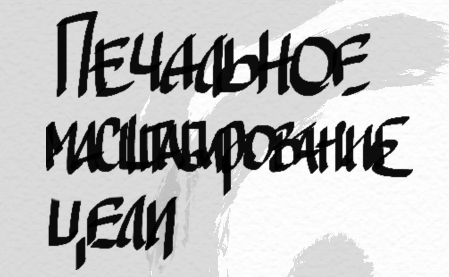 Печальное
масштабирование
цели